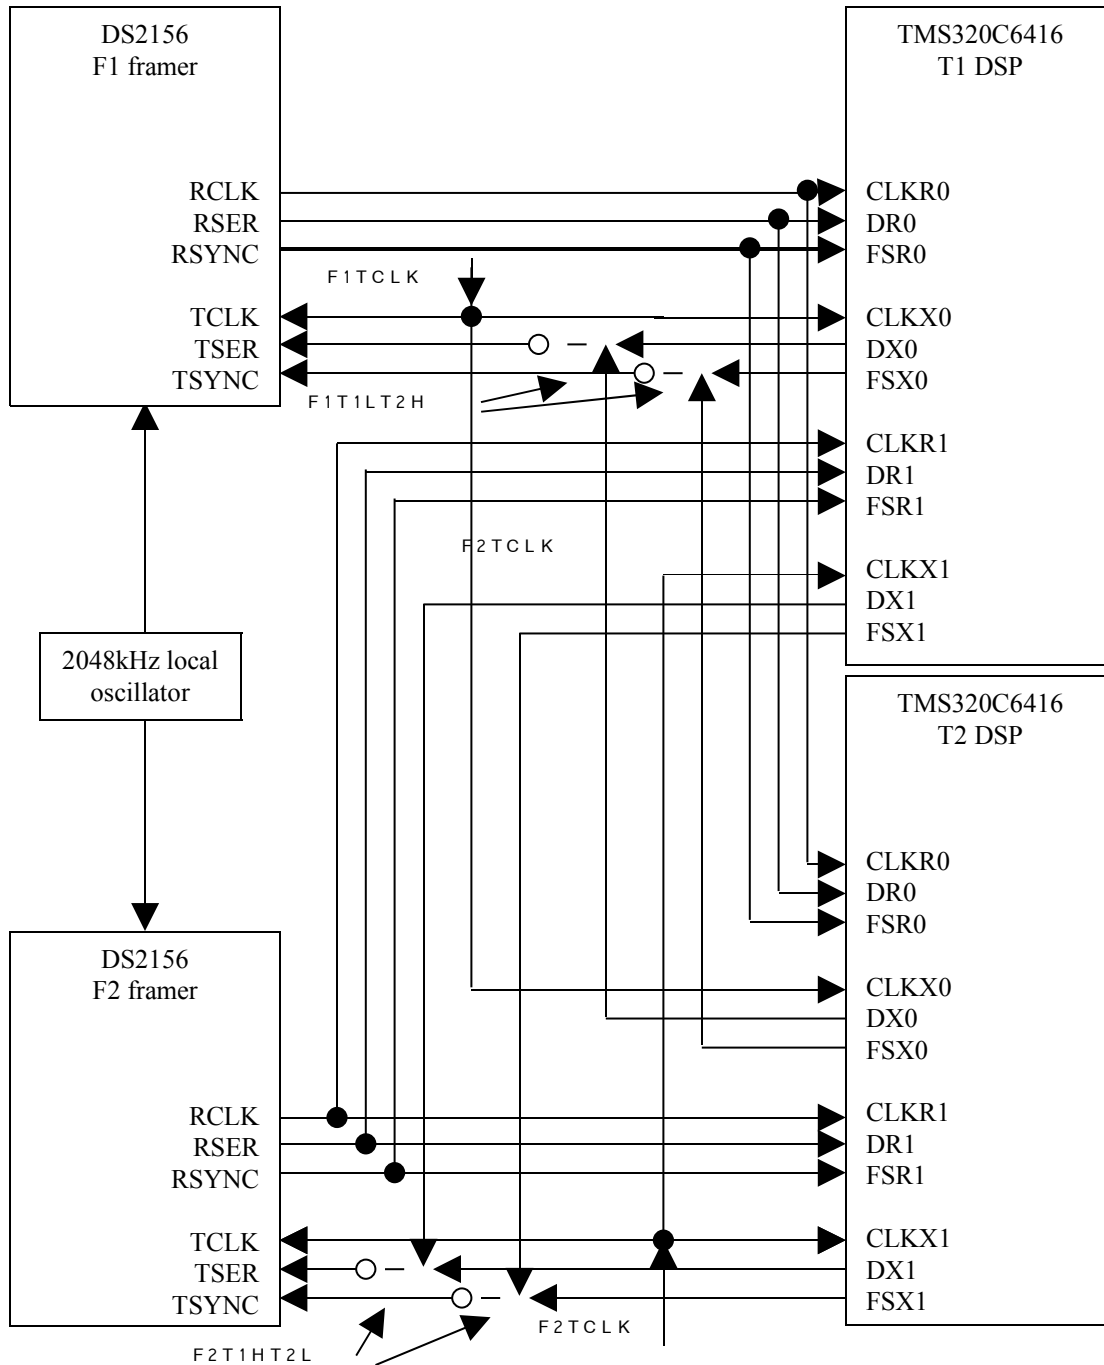 DS2156
F1 framer
TMS320C6416
T1 DSP
RCLK
RSER
RSYNC
TCLK
TSER
TSYNC
CLKR0
DR0
FSR0
CLKX0
DX0
FSX0
CLKR1
DR1
FSR1
CLKX1
DX1
FSX1
F1TCLK
F1T1LT2H
F2TCLK
2048kHz local
oscillator
TMS320C6416
T2 DSP
DS2156
F2 framer
RCLK
RSER
RSYNC
TCLK
TSER
TSYNC
CLKR0
DR0
FSR0
CLKX0
DX0
FSX0
CLKR1
DR1
FSR1
CLKX1
DX1
FSX1
F2TCLK
F2T1HT2L